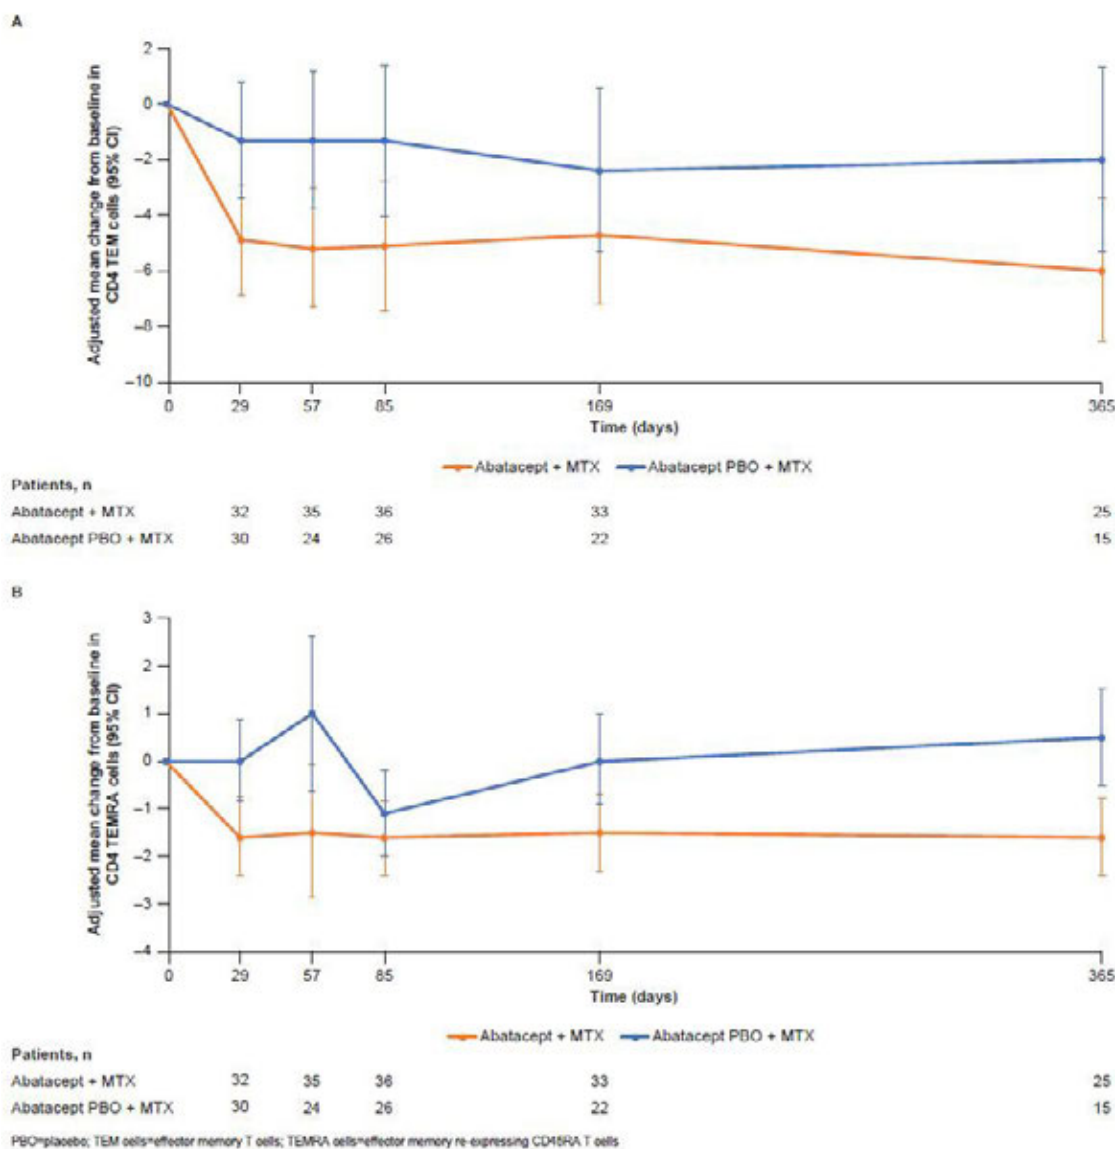 A
2
0
−2
−4
−6
−8
−10
Adjusted mean change from baseline in
CD4 TEM cells (95% CI)
0 29 57 85 169 365
Time (days)
Abatacept + MTX Abatacept PBO + MTX
Patients, n
Abatacept + MTX 32 35 36 33 25
Abatacept PBO + MTX 30 24 26 22 15
B
3
2
1
0
−1
−2
−3
−4
Adjusted mean change from baseline in
CD4 TEMRA cells (95% CI)
0 29 57 85 169 365
Time (days)
Abatacept + MTX Abatacept PBO + MTX
Patients, n
Abatacept + MTX 32 35 36 33 25
Abatacept PBO + MTX 30 24 26 22 15
PBO=placebo; TEM cells=effector memory T cells; TEMRA cells=effector memory re-expressing CD45RA T cells